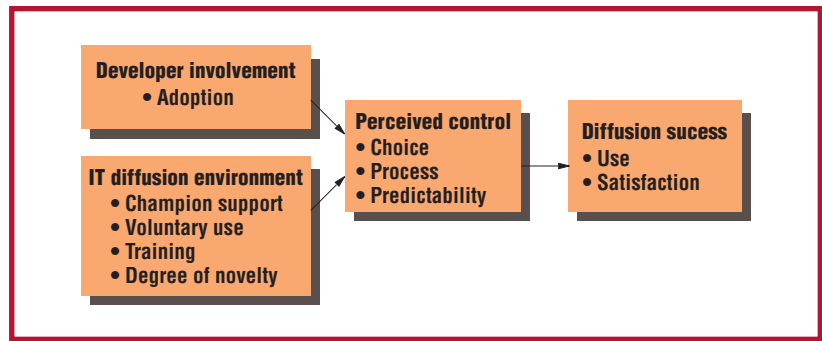 Developer involvement
• Adoption
IT diffusion environment
• Champion support
• Voluntary use
• Training
• Degree of novelty
Perceived control
• Choice
• Process
• Predictability
Diffusion sucess
• Use
• Satisfaction